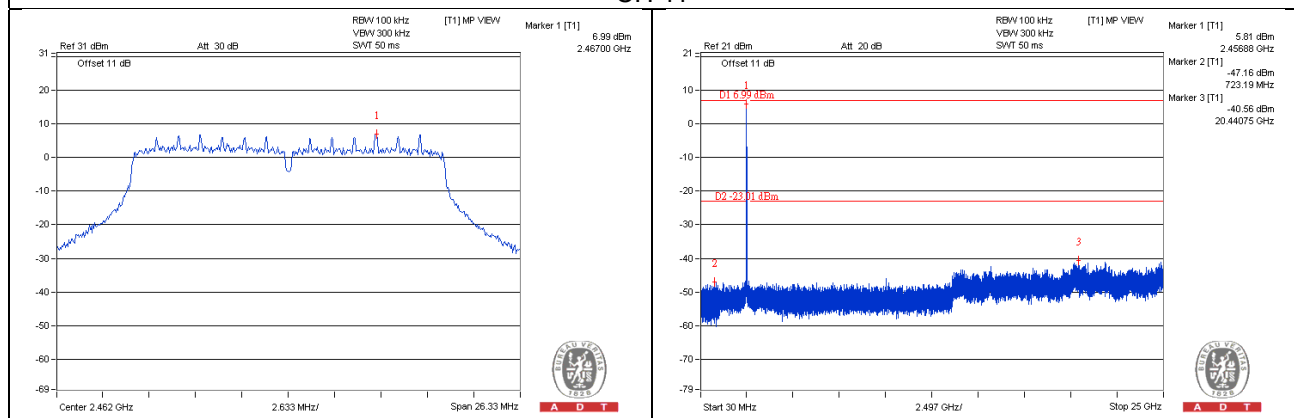 RBW 100 kHz [T1] MP VIEW
VBW 300 kHz
Ref 31 dBm Att 30 dB SWT 50 ms
Marker 1 [T1]
6.99 dBm
2.46700 GHz
Offset 11 dB
31
20
10
0
-10
-20
-30
-40
-50
-60
-69
1
Center 2.462 GHz 2.633 MHz/ Span 26.33 MHz
BUREAU VERITAS
1828
A D T
RBW 100 kHz [T1] MP VIEW
VBW 300 kHz
Ref 21 dBm Att 20 dB SWT 50 ms
Marker 1 [T1]
5.81 dBm
2.45688 GHz
Marker 2 [T1]
-47.16 dBm
723.19 MHz
Marker 3 [T1]
-40.56 dBm
20.44075 GHz
Offset 11 dB
21
10
0
-10
-20
-30
-40
-50
-60
-70
-79
1
D1 6.99 dBm
D2 -23.01 dBm
2
3
Start 30 MHz 2.497 GHz/ Stop 25 GHz
BUREAU VERITAS
1828
A D T